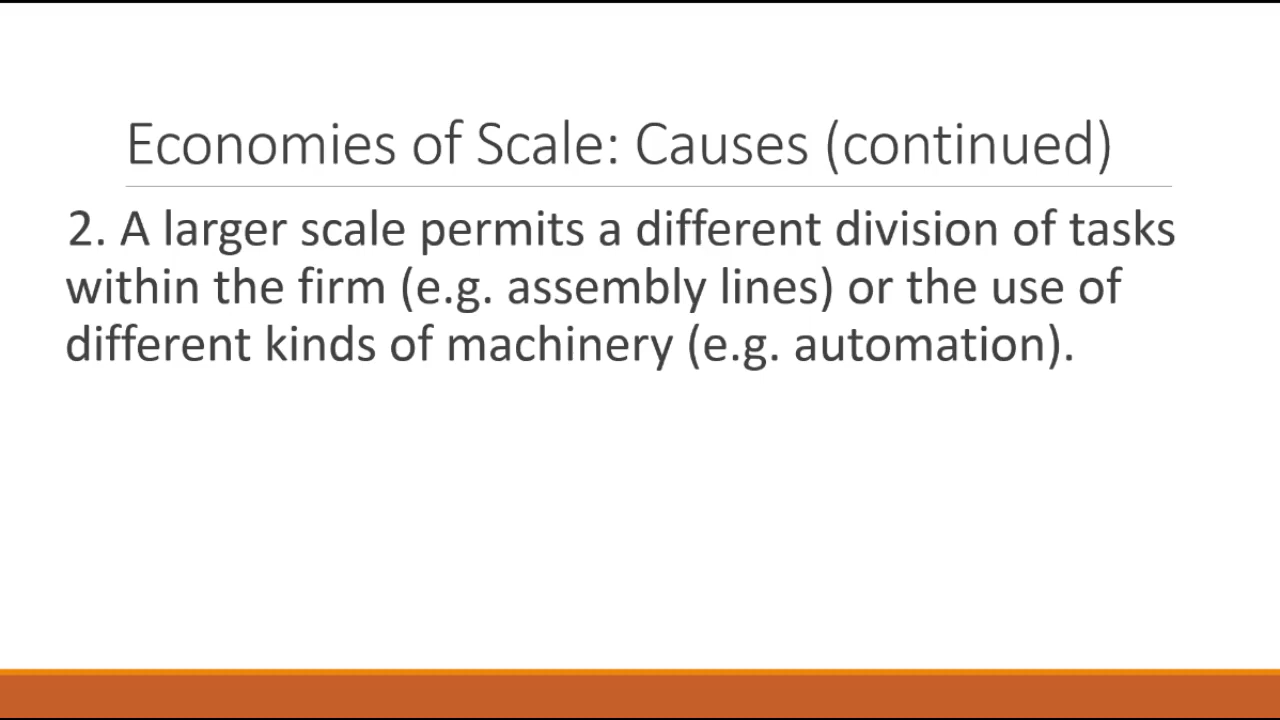 Economies of Scale: Causes (continued)
2. A larger scale permits a different division of tasks
within the firm (e.g. assembly lines) or the use of
different kinds of machinery (e.g. automation).